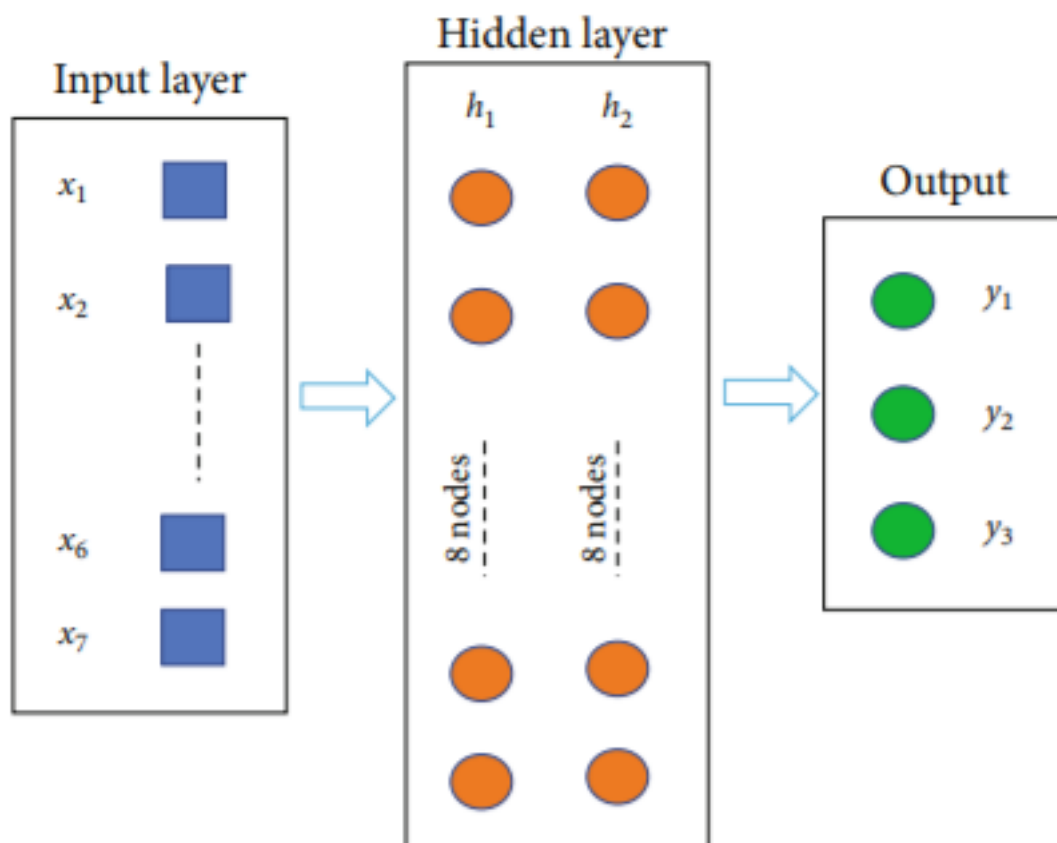 Input layer
x₁
x₂
x₆
x₇
Hidden layer
h₁ h₂
8 nodes
8 nodes
Output
y₁
y₂
y₃